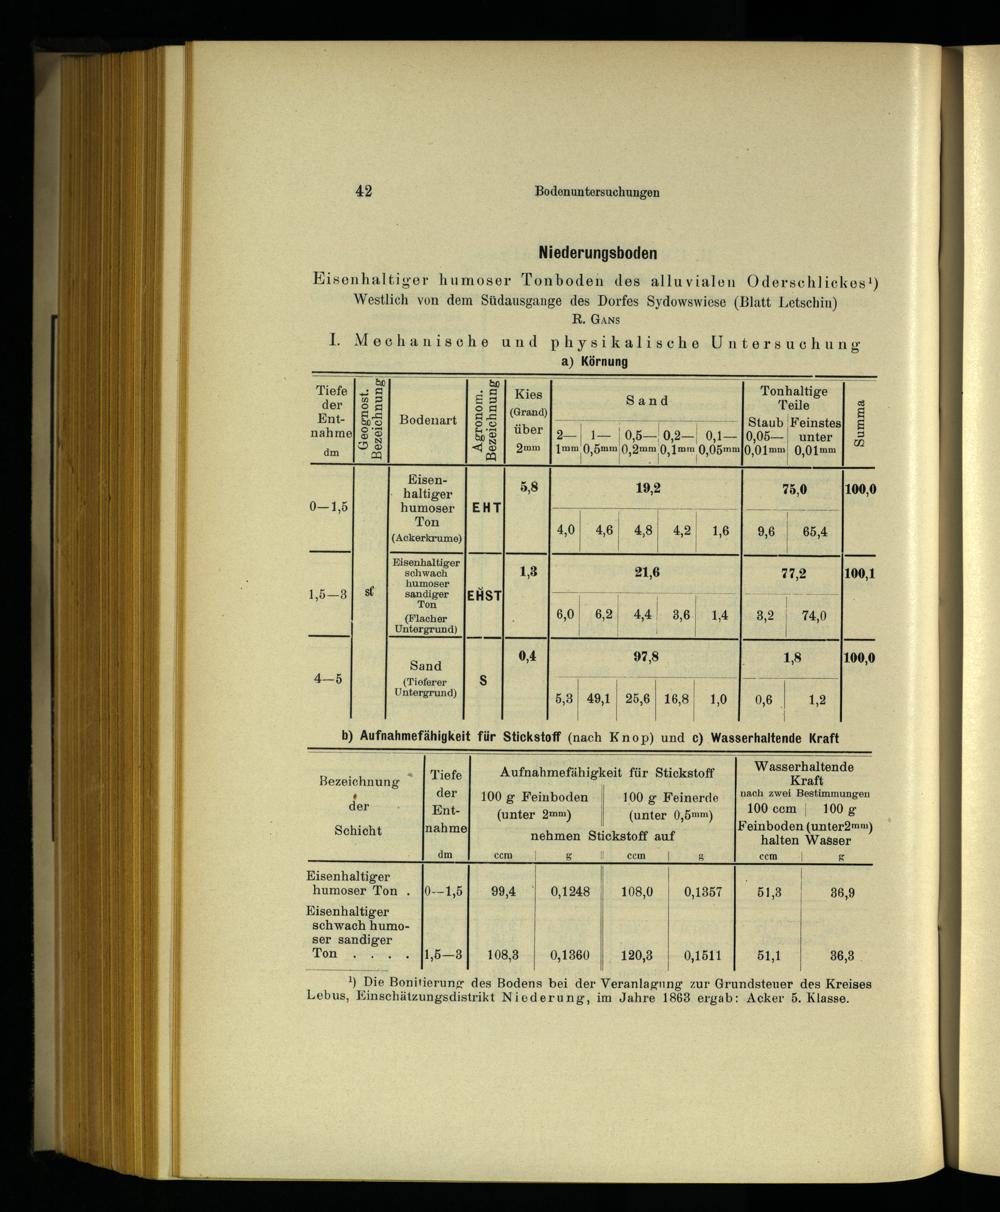 42 Bodenuntersuchungen
Niederungsboden
Eisenhaltiger humoser Tonboden des alluvialen Oderschlickes¹)
Westlich von dem Südausgange des Dorfes Sydowswiese (Blatt Letschin)
R. GANS
I. Mechanische und physikalische Untersuchung
a) Körnung
Tiefe der Ent-nahme dm | Geognost. Bezeichnung | Bodenart | Agronom. Bezeichnung | Kies (Grand) über 2mm | Sand | Tonhaltige Teile | Summa
2—1mm | 1—0,5mm | 0,5—0,2mm | 0,2—0,1mm | 0,1—0,05mm | Staub 0,05—0,01mm | Feinstes unter 0,01mm
0—1,5 | Eisen-haltiger humoser Ton (Ackerkrume) | EHT | 5,8 | 19,2 | 75,0 | 100,0
4,0 | 4,6 | 4,8 | 4,2 | 1,6 | 9,6 | 65,4
1,5—3 | sf | Eisenhaltiger schwach humoser sandiger Ton (Flacher Untergrund) | EH̆ST | 1,3 | 21,6 | 77,2 | 100,1
6,0 | 6,2 | 4,4 | 3,6 | 1,4 | 3,2 | 74,0
4—5 | Sand (Tieferer Untergrund) | S | 0,4 | 97,8 | 1,8 | 100,0
5,3 | 49,1 | 25,6 | 16,8 | 1,0 | 0,6 | 1,2
b) Aufnahmefähigkeit für Stickstoff (nach Knop) und c) Wasserhaltende Kraft
Bezeichnung der Schicht | Tiefe der Ent-nahme dm | Aufnahmefähigkeit für Stickstoff | Wasserhaltende Kraft nach zwei Bestimmungen
100 g Feinboden (unter 2mm) | 100 g Feinerde (unter 0,5mm) | 100 ccm | 100 g
nehmen Stickstoff auf | Feinboden (unter 2mm) halten Wasser
ccm | g | ccm | g | ccm | g
Eisenhaltiger
humoser Ton . | 0—1,5 | 99,4 | 0,1248 | 108,0 | 0,1357 | 51,3 | 36,9
Eisenhaltiger
schwach humo-
ser sandiger
Ton . . . . | 1,5—3 | 108,3 | 0,1360 | 120,3 | 0,1511 | 51,1 | 36,3
¹) Die Bonitierung des Bodens bei der Veranlagung zur Grundsteuer des Kreises
Lebus, Einschätzungsdistrikt Niederung, im Jahre 1863 ergab: Acker 5. Klasse.